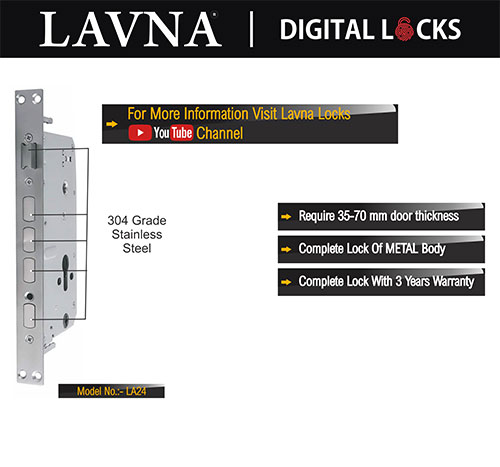 LAVNA® | DIGITAL LOCKS
For More Information Visit Lavna Locks
YouTube Channel
304 Grade
Stainless
Steel
Require 35-70 mm door thickness
Complete Lock Of METAL Body
Complete Lock With 3 Years Warranty
Model No.:- LA24